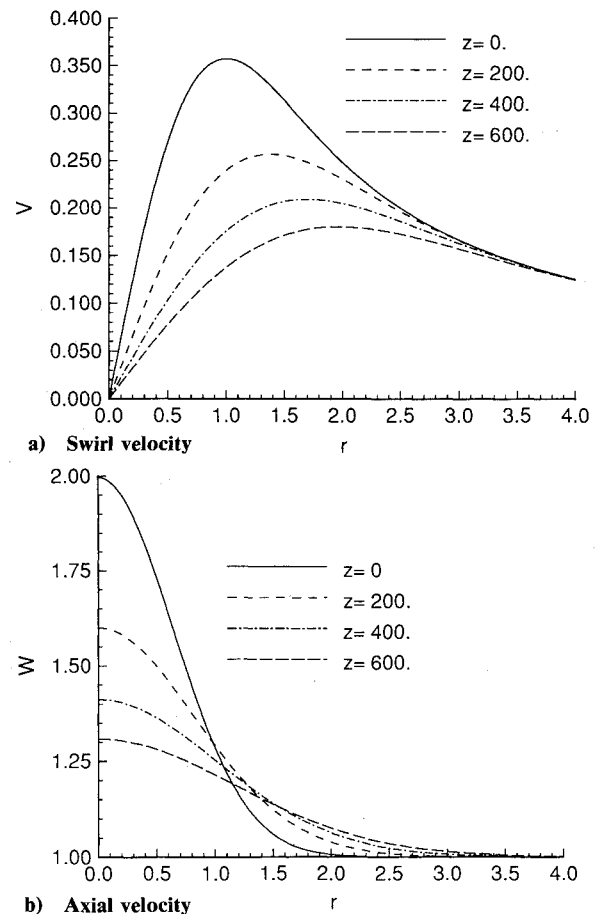 0.400
0.350
0.300
0.250
0.200
0.150
0.100
0.050
0.000
V
z= 0.
z= 200.
z= 400.
z= 600.
0.0 0.5 1.0 1.5 2.0 2.5 3.0 3.5 4.0
a) Swirl velocity r
2.00
1.75
1.50
1.25
1.00
W
z= 0
z= 200.
z= 400.
z= 600.
0.0 0.5 1.0 1.5 2.0 2.5 3.0 3.5 4.0
b) Axial velocity r